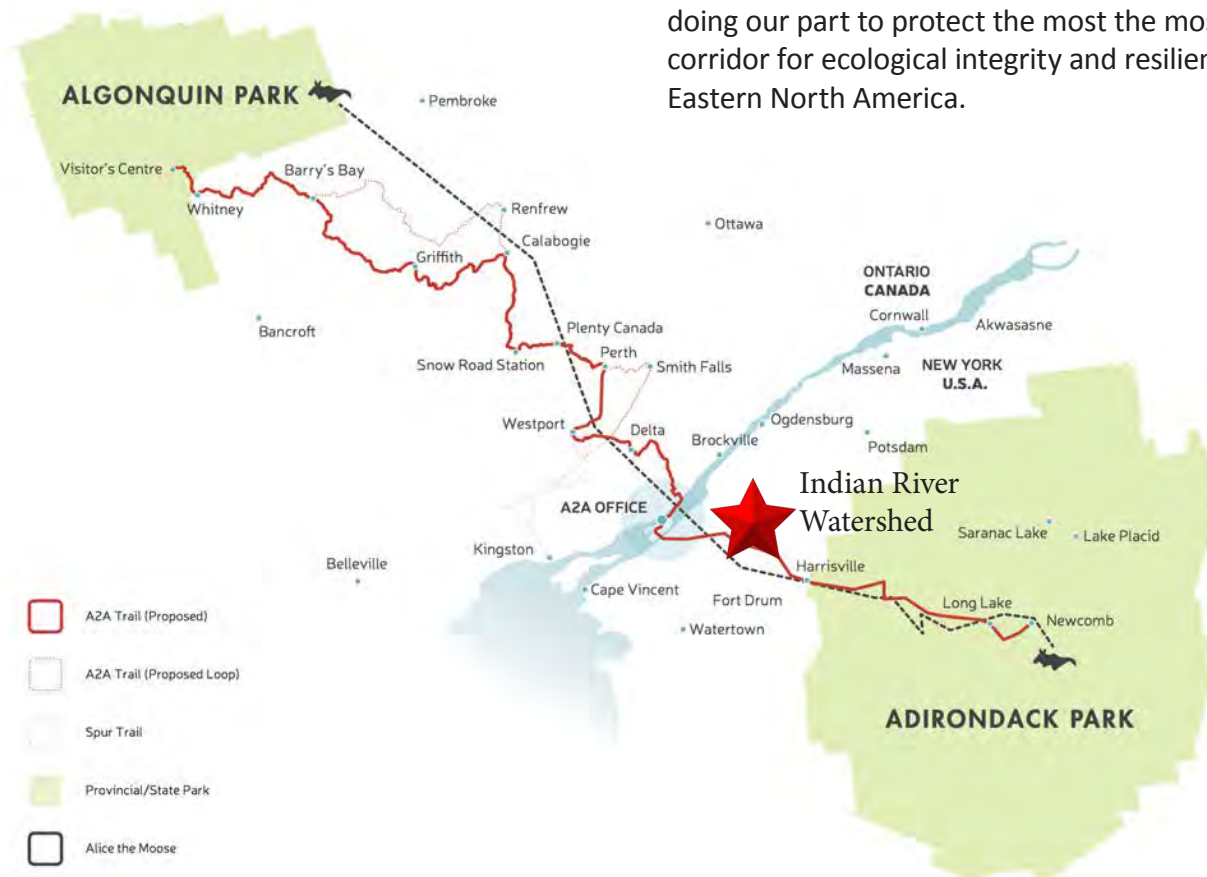 doing our part to protect the most the mos
corridor for ecological integrity and resilien
Eastern North America.
ALGONQUIN PARK
Pembroke
Visitor's Centre
Barry's Bay
Whitney
Renfrew
Ottawa
Calabogie
Griffith
ONTARIO
CANADA
Cornwall
Akwasasne
Bancroft
Plenty Canada
Snow Road Station
Perth
Smith Falls
Massena
NEW YORK
U.S.A.
Westport
Delta
Ogdensburg
Brockville
Potsdam
Indian River
Watershed
A2A OFFICE
Saranac Lake
Lake Placid
Kingston
Belleville
Harrisville
Cape Vincent
Fort Drum
Long Lake
Newcomb
Watertown
ADIRONDACK PARK
A2A Trail (Proposed)
A2A Trail (Proposed Loop)
Spur Trail
Provincial/State Park
Alice the Moose